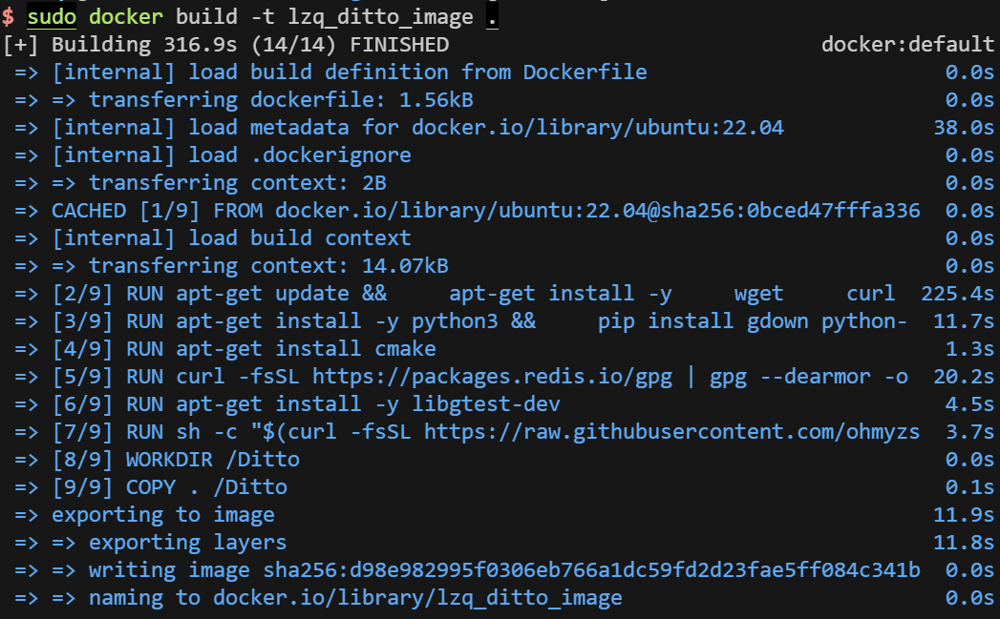 $ sudo docker build -t lzq_ditto_image .
[+] Building 316.9s (14/14) FINISHED docker:default
=> [internal] load build definition from Dockerfile 0.0s
=> => transferring dockerfile: 1.56kB 0.0s
=> [internal] load metadata for docker.io/library/ubuntu:22.04 38.0s
=> [internal] load .dockerignore 0.0s
=> => transferring context: 2B 0.0s
=> CACHED [1/9] FROM docker.io/library/ubuntu:22.04@sha256:0bced47fffa336 0.0s
=> [internal] load build context 0.0s
=> => transferring context: 14.07kB 0.0s
=> [2/9] RUN apt-get update &&     apt-get install -y     wget     curl 225.4s
=> [3/9] RUN apt-get install -y python3 &&     pip install gdown python- 11.7s
=> [4/9] RUN apt-get install cmake 1.3s
=> [5/9] RUN curl -fsSL https://packages.redis.io/gpg | gpg --dearmor -o 20.2s
=> [6/9] RUN apt-get install -y libgtest-dev 4.5s
=> [7/9] RUN sh -c "$(curl -fsSL https://raw.githubusercontent.com/ohmyzs 3.7s
=> [8/9] WORKDIR /Ditto 0.0s
=> [9/9] COPY . /Ditto 0.1s
=> exporting to image 11.9s
=> => exporting layers 11.8s
=> => writing image sha256:d98e982995f0306eb766a1dc59fd2d23fae5ff084c341b 0.0s
=> => naming to docker.io/library/lzq_ditto_image 0.0s